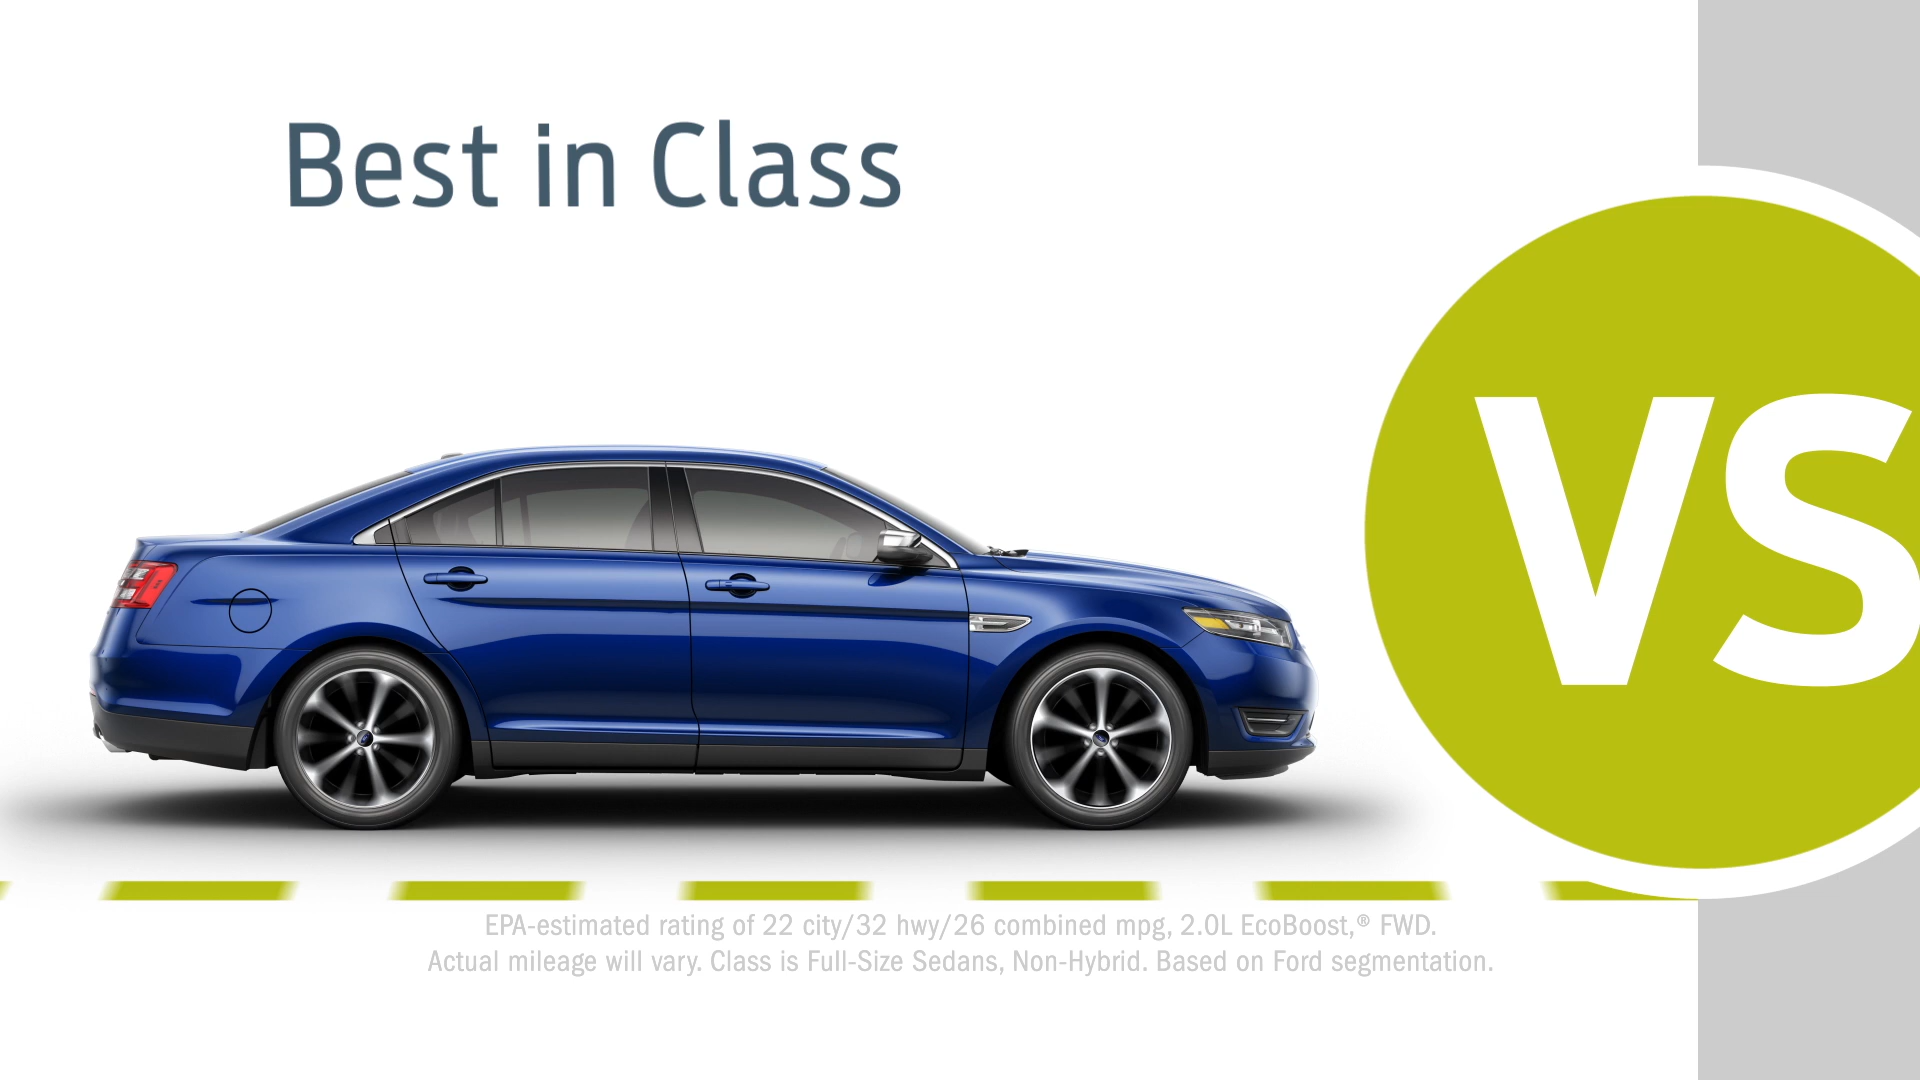 Best in Class
VS
EPA-estimated rating of 22 city/32 hwy/26 combined mpg, 2.0L EcoBoost,® FWD.
Actual mileage will vary. Class is Full-Size Sedans, Non-Hybrid. Based on Ford segmentation.